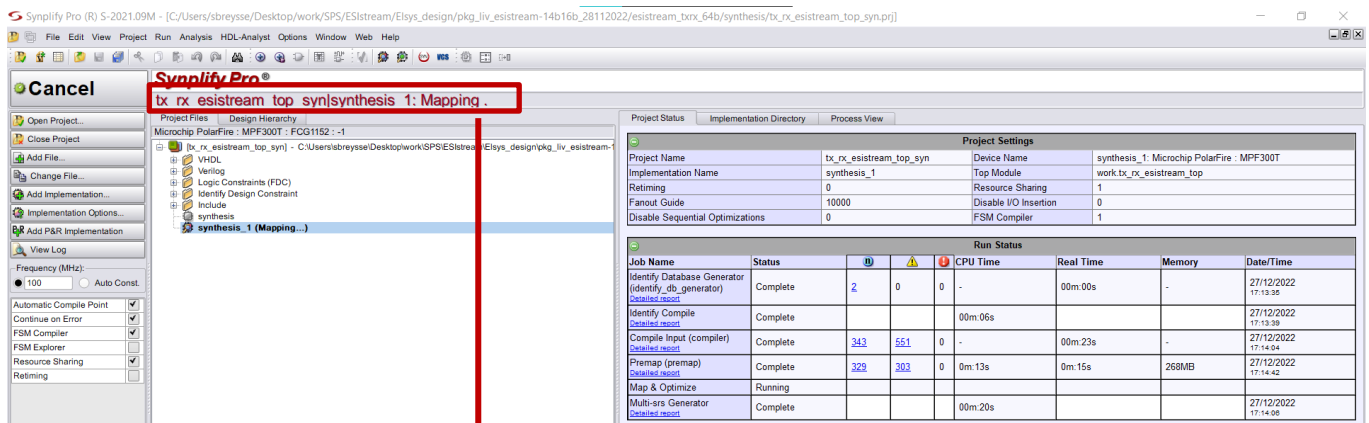 Synplify Pro (R) S-2021.09M - [C:/Users/sbreysse/Desktop/work/SPS/ESIstream/Elsys_design/pkg_liv_esistream-14b16b_28112022/esistream_txrx_64b/synthesis/tx_rx_esistream_top_syn.prj]
File Edit View Project Run Analysis HDL-Analyst Options Window Web Help
Cancel
Synplify Pro®
tx_rx_esistream_top_syn|synthesis_1: Mapping .
Open Project...
Close Project
Add File...
Change File...
Add Implementation...
Implementation Options...
Add P&R Implementation
View Log
Frequency (MHz):
100 Auto Const.
Automatic Compile Point
Continue on Error
FSM Compiler
FSM Explorer
Resource Sharing
Retiming
Project Files Design Hierarchy
Microchip PolarFire : MPF300T : FCG1152 : -1
[tx_rx_esistream_top_syn] - C:\Users\sbreysse\Desktop\work\SPS\ESIstream\Elsys_design\pkg_liv_esistream-1
VHDL
Verilog
Logic Constraints (FDC)
Identify Design Constraint
Include
synthesis
synthesis_1 (Mapping...)
Project Status Implementation Directory Process View
Project Settings
Project Name tx_rx_esistream_top_syn Device Name synthesis_1: Microchip PolarFire : MPF300T
Implementation Name synthesis_1 Top Module work.tx_rx_esistream_top
Retiming 0 Resource Sharing 1
Fanout Guide 10000 Disable I/O Insertion 0
Disable Sequential Optimizations 0 FSM Compiler 1
Run Status
Job Name Status CPU Time Real Time Memory Date/Time
Identify Database Generator
(identify_db_generator) Complete 2 0 0 - 00m:00s - 27/12/2022
Detailed report 17:13:35
Identify Compile Complete 00m:06s 27/12/2022
Detailed report 17:13:39
Compile Input (compiler) Complete 343 551 0 - 00m:23s - 27/12/2022
Detailed report 17:14:04
Premap (premap) Complete 329 303 0 0m:13s 0m:15s 268MB 27/12/2022
Detailed report 17:14:42
Map & Optimize Running
Multi-srs Generator Complete 00m:20s 27/12/2022
Detailed report 17:14:06